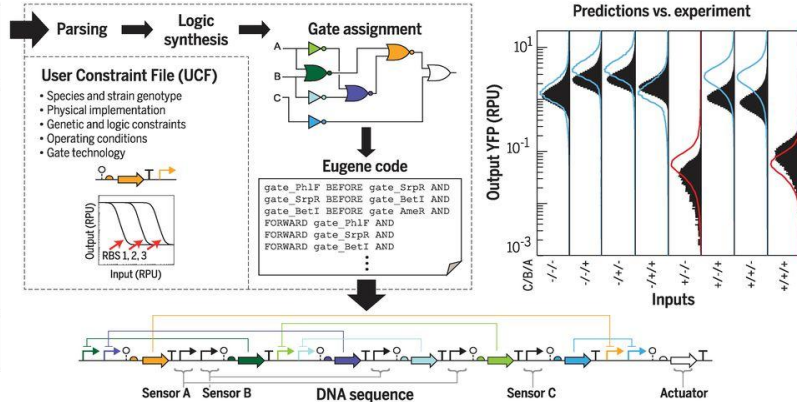 Parsing
Logic
synthesis
Gate assignment
A
B
C
User Constraint File (UCF)
• Species and strain genotype
• Physical implementation
• Genetic and logic constraints
• Operating conditions
• Gate technology
Output (RPU)
RBS 1, 2, 3
Input (RPU)
Eugene code
gate_PhlF BEFORE gate_SrpR AND
gate_SrpR BEFORE gate_BetI AND
gate_BetI BEFORE gate AmeR AND
FORWARD gate_PhlF AND
FORWARD gate_SrpR AND
FORWARD gate_BetI AND
Predictions vs. experiment
Output YFP (RPU)
10¹
10⁰
10⁻¹
10⁻³
C/B/A
-/-/-
-/-/+
-/+/-
-/+/+
+/-/-
+/-/+
+/+/-
+/+/+
Inputs
Sensor A
Sensor B
DNA sequence
Sensor C
Actuator